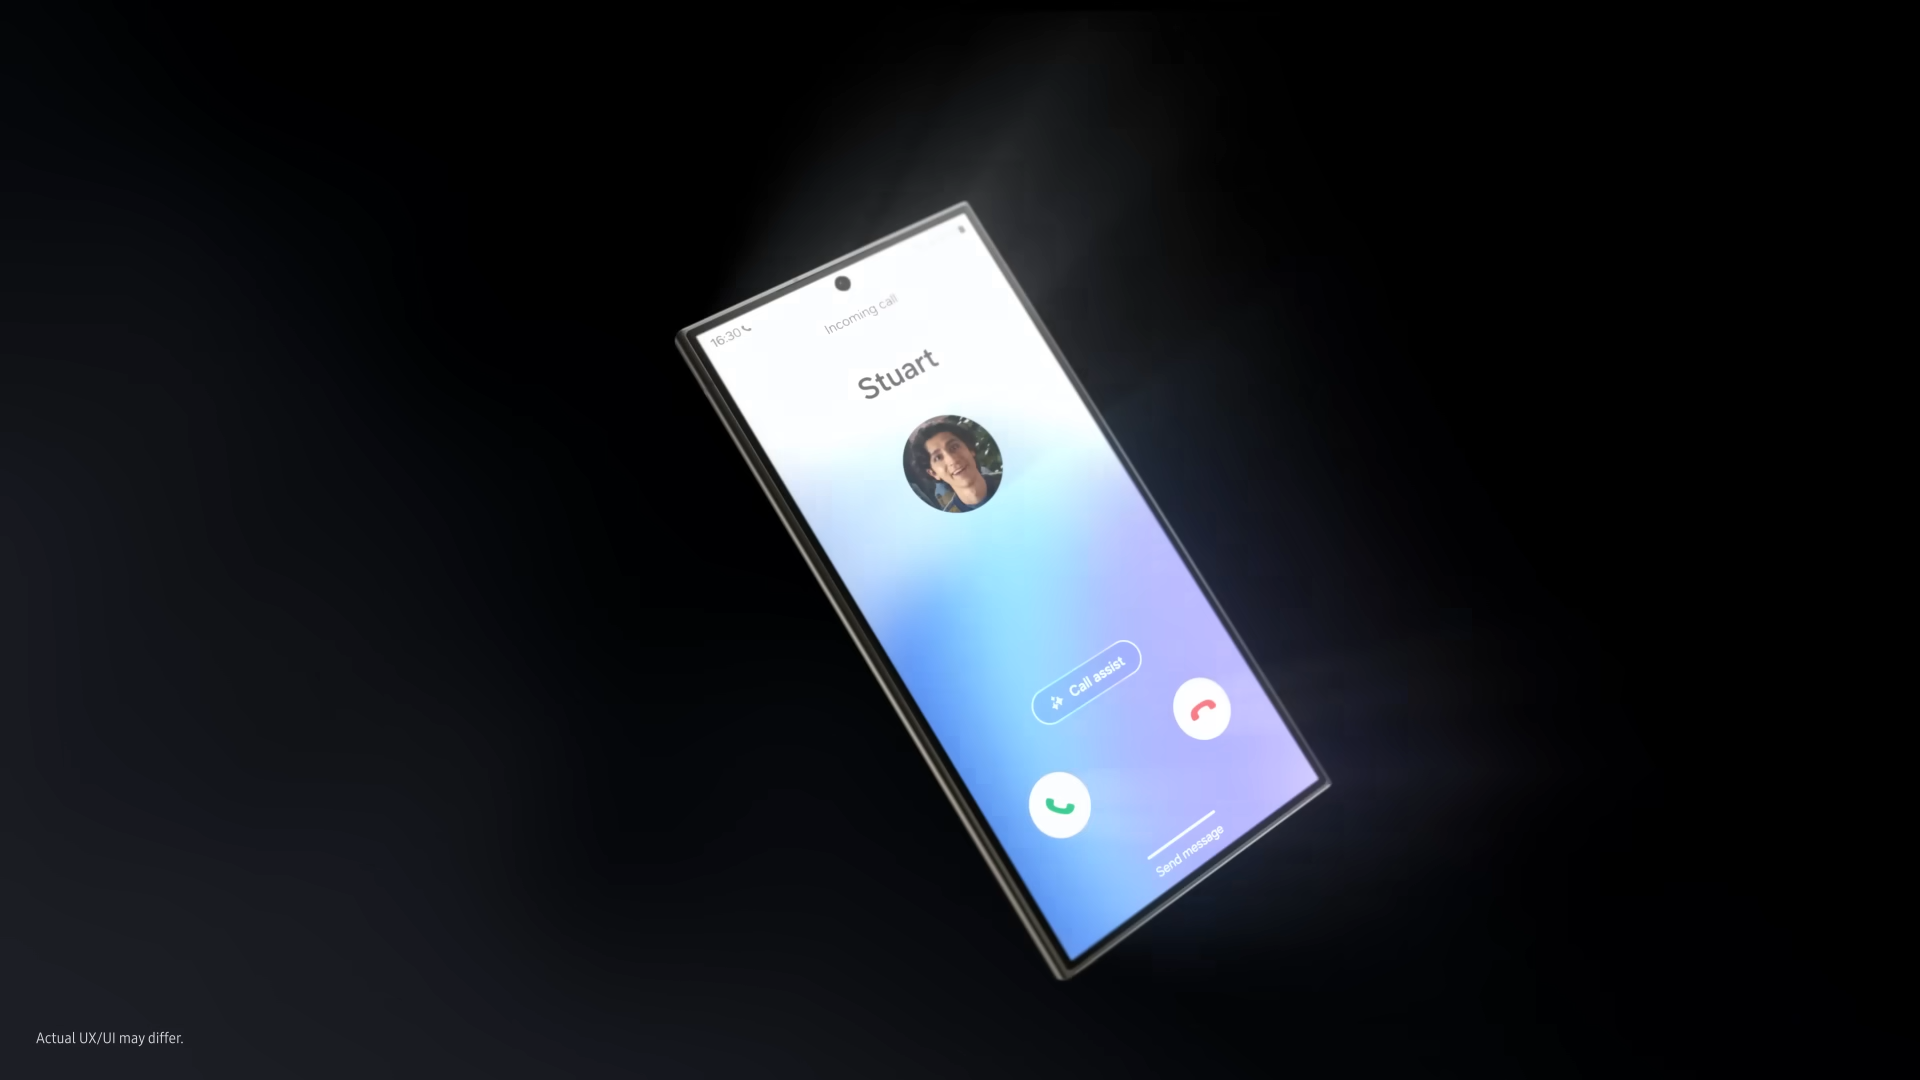 16:30
Incoming call
Stuart
Call assist
Send message
Actual UX/UI may differ.